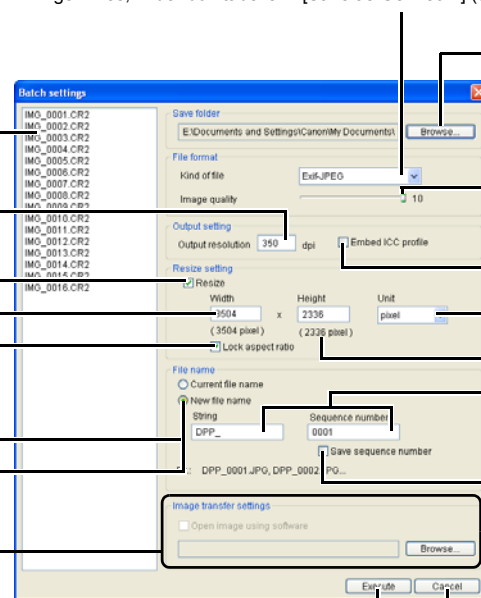 Batch settings
IMG_0001.CR2
IMG_0002.CR2
IMG_0003.CR2
IMG_0004.CR2
IMG_0005.CR2
IMG_0006.CR2
IMG_0007.CR2
IMG_0008.CR2
IMG_0009.CR2
IMG_0010.CR2
IMG_0011.CR2
IMG_0012.CR2
IMG_0013.CR2
IMG_0014.CR2
IMG_0015.CR2
IMG_0016.CR2
Save folder
E:\Documents and Settings\Canon\My Documents\ Browse...
File format
Kind of file Exif-JPEG
Image quality 10
Output setting
Output resolution 350 dpi Embed ICC profile
Resize setting
Resize
Width Height Unit
3504 x 2336 pixel
(3504 pixel) (2336 pixel)
Lock aspect ratio
File name
Current file name
New file name
String Sequence number
DPP_ 0001
Save sequence number
DPP_0001.JPG, DPP_0002.JPG...
Image transfer settings
Open image using software
Browse...
Execute Cancel